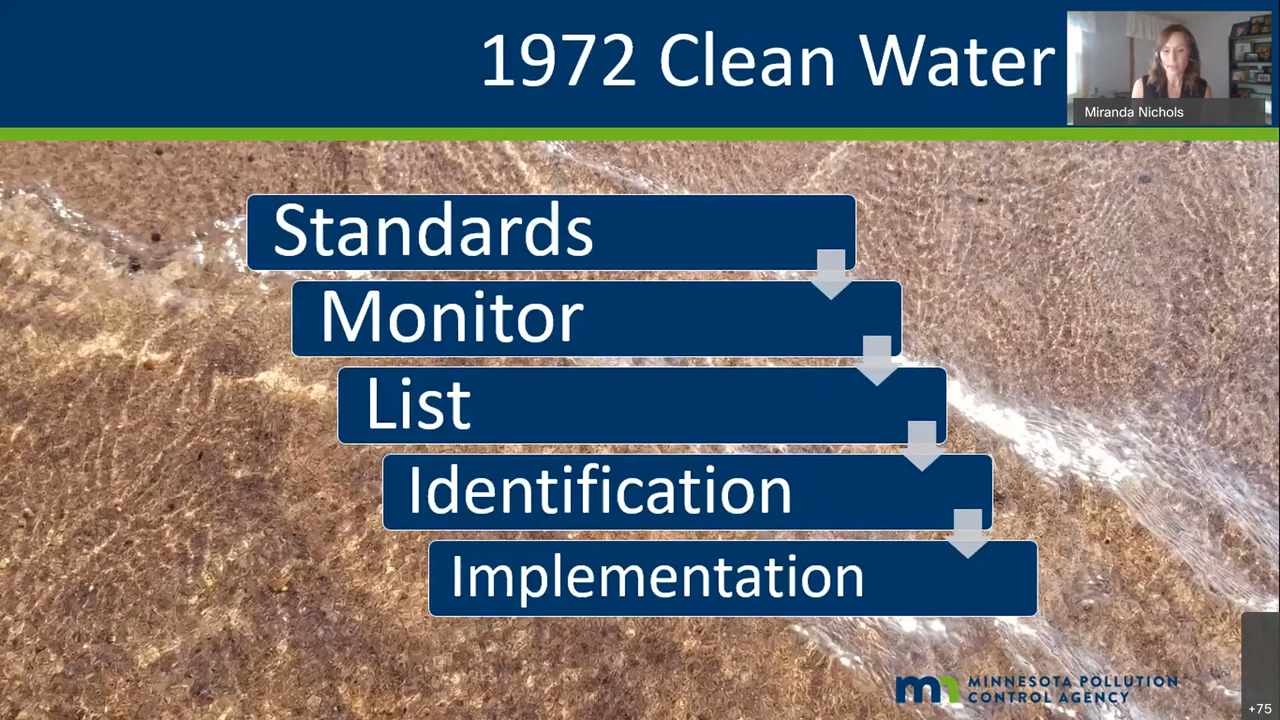 1972 Clean Water
Miranda Nichols
Standards
Monitor
List
Identification
Implementation
MINNESOTA POLLUTION
CONTROL AGENCY
+75